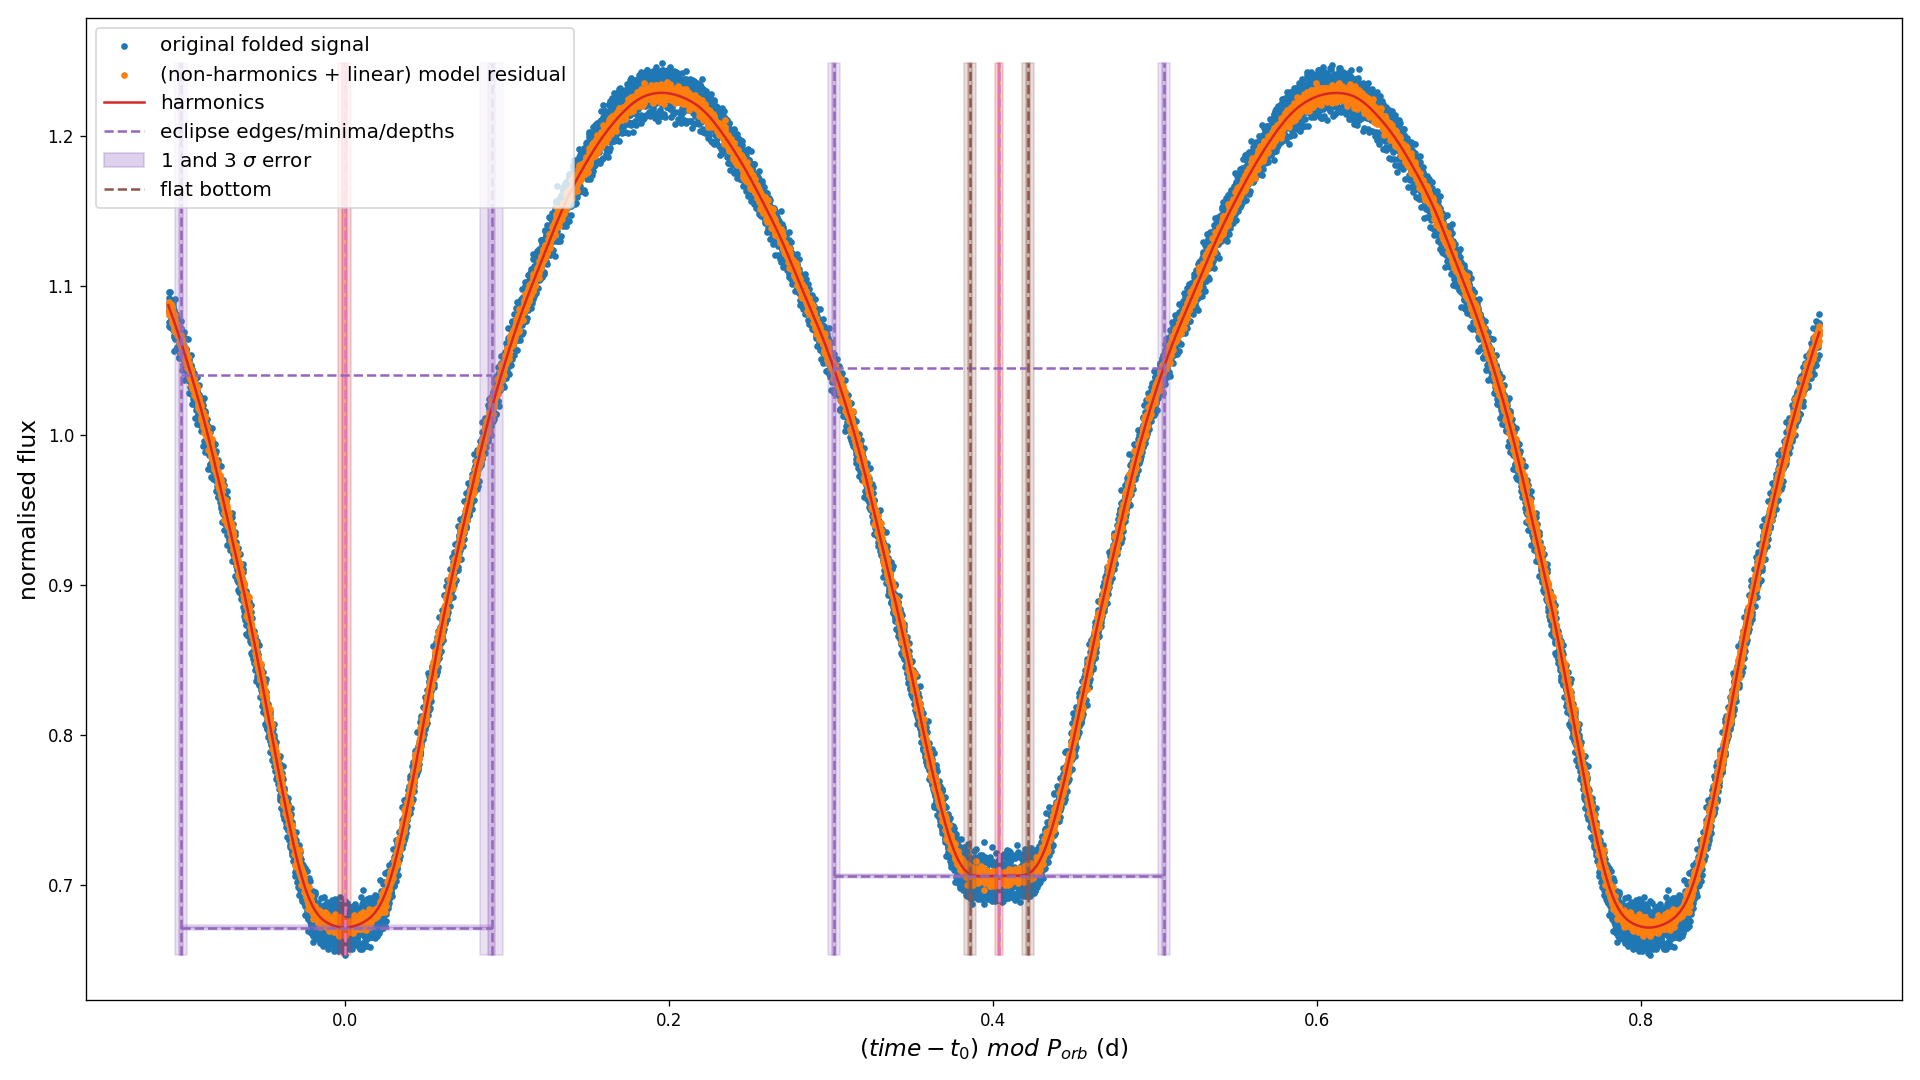 original folded signal
(non-harmonics + linear) model residual
harmonics
eclipse edges/minima/depths
1 and 3 σ error
flat bottom
normalised flux
1.2
1.1
1.0
0.9
0.8
0.7
0.0 0.2 0.4 0.6 0.8
(time − t₀) mod Pₒᵣᵦ (d)